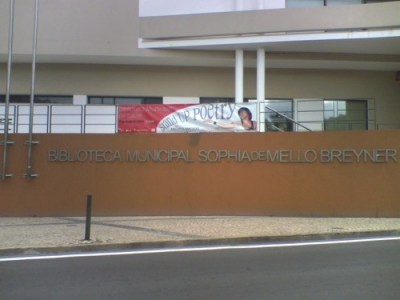 POETRY
BIBLIOTECA MUNICIPAL SOPHIA DE MELLO BREYNER